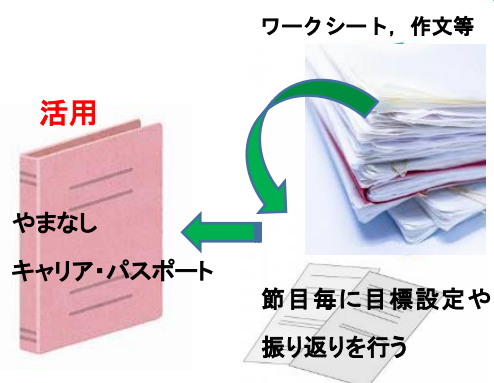 ワークシート，作文等
活用
やまなし
キャリア・パスポート
節目毎に目標設定や
振り返りを行う